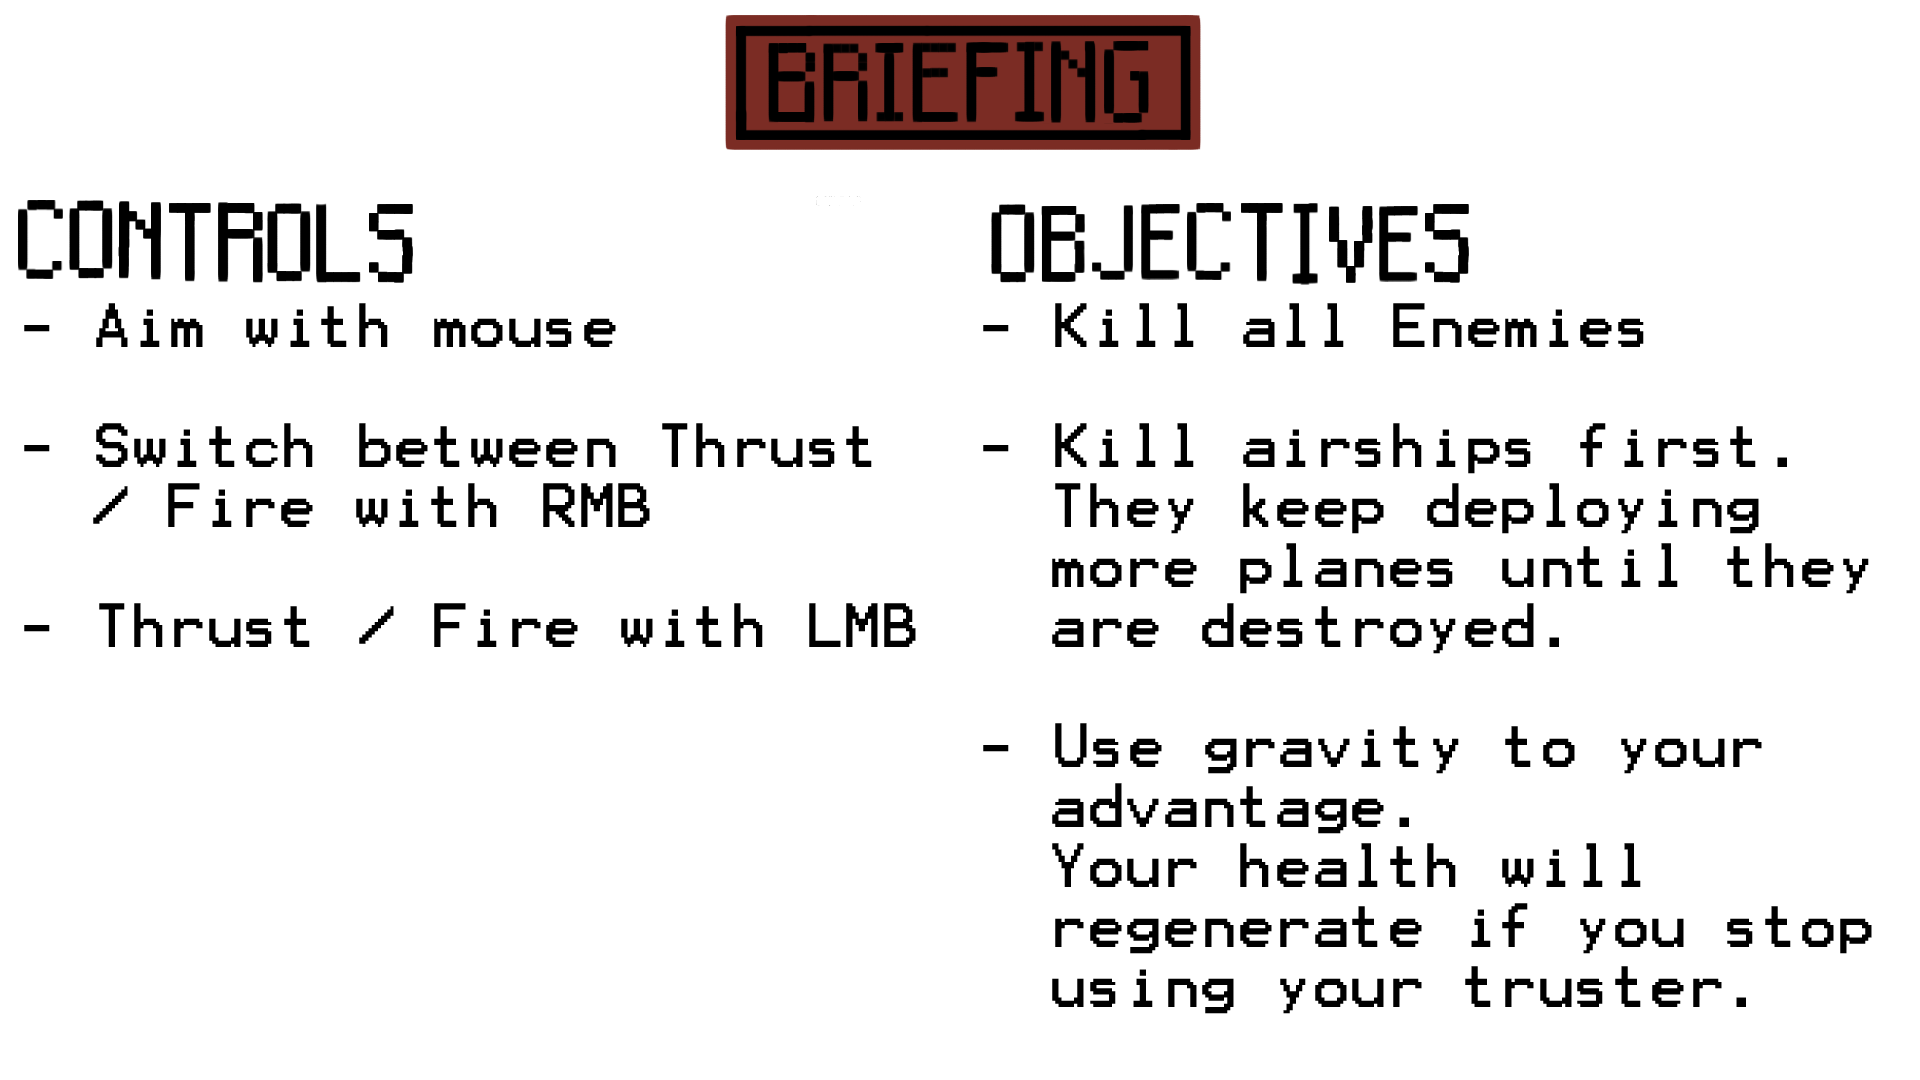 BRIEFING
CONTROLS
- Aim with mouse
- Switch between Thrust
/ Fire with RMB
- Thrust / Fire with LMB
OBJECTIVES
- Kill all Enemies
- Kill airships first.
They keep deploying
more planes until they
are destroyed.
- Use gravity to your
advantage.
Your health will
regenerate if you stop
using your truster.